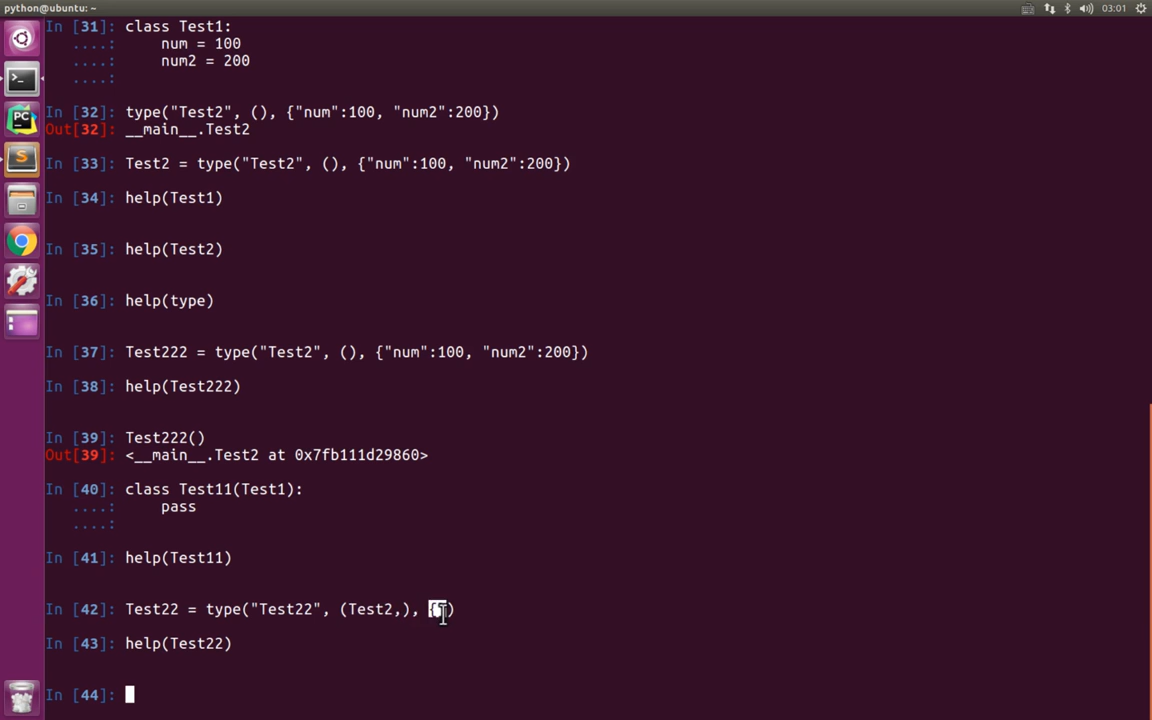 python@ubuntu: ~
03:01
In [31]: class Test1:
....: num = 100
....: num2 = 200
....:
In [32]: type("Test2", (), {"num":100, "num2":200})
Out[32]: __main__.Test2
In [33]: Test2 = type("Test2", (), {"num":100, "num2":200})
In [34]: help(Test1)
In [35]: help(Test2)
In [36]: help(type)
In [37]: Test222 = type("Test2", (), {"num":100, "num2":200})
In [38]: help(Test222)
In [39]: Test222()
Out[39]: <__main__.Test2 at 0x7fb111d29860>
In [40]: class Test11(Test1):
....: pass
....:
In [41]: help(Test11)
In [42]: Test22 = type("Test22", (Test2,), {})
In [43]: help(Test22)
In [44]:
PC